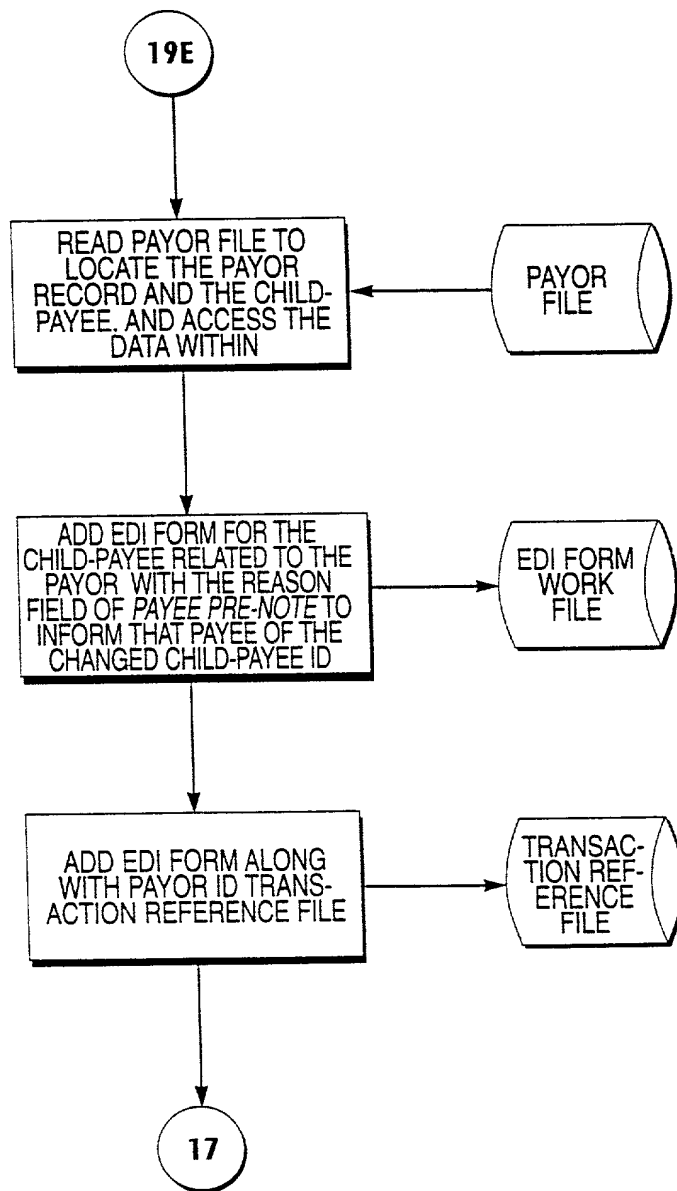 19E
READ PAYOR FILE TO
LOCATE THE PAYOR
RECORD AND THE CHILD-
PAYEE, AND ACCESS THE
DATA WITHIN
PAYOR
FILE
ADD EDI FORM FOR THE
CHILD-PAYEE RELATED TO THE
PAYOR WITH THE REASON
FIELD OF PAYEE PRE-NOTE TO
INFORM THAT PAYEE OF THE
CHANGED CHILD-PAYEE ID
EDI FORM
WORK
FILE
ADD EDI FORM ALONG
WITH PAYOR ID TRANS-
ACTION REFERENCE FILE
TRANSAC-
TION REF-
ERENCE
FILE
17